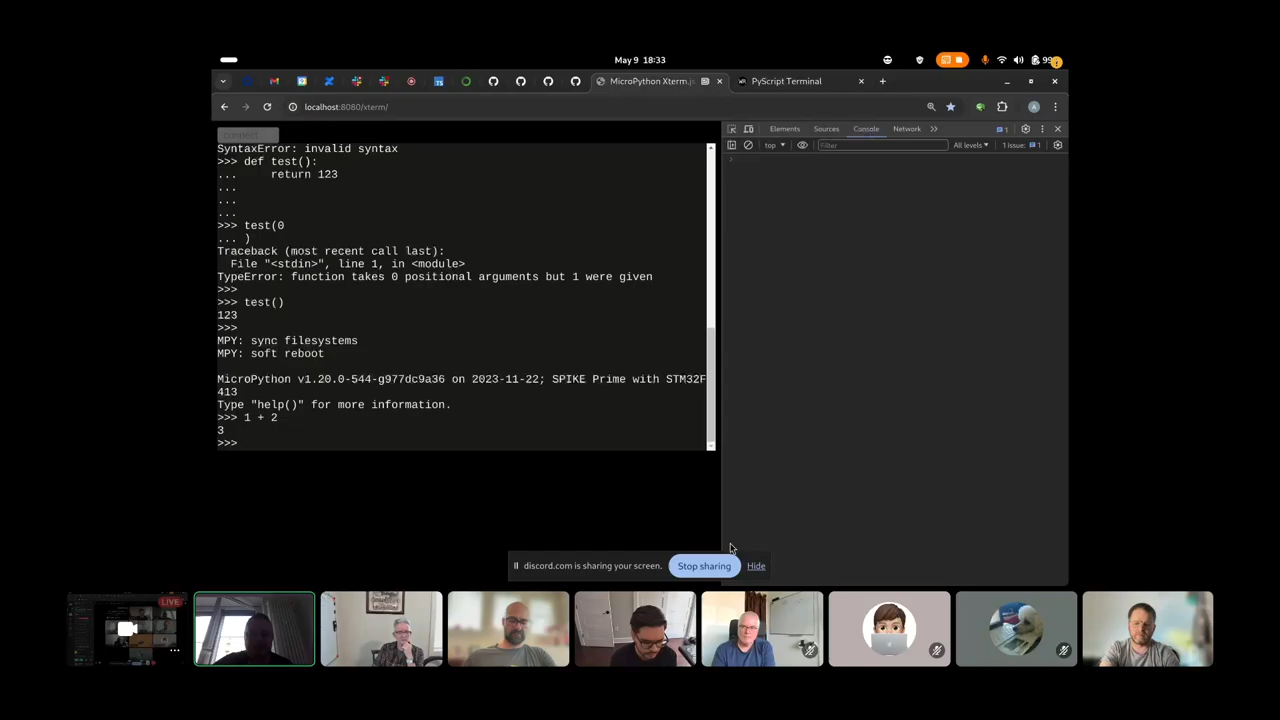 May 9 18:33
99
MicroPython Xterm.js
PyScript Terminal
localhost:8080/xterm/
connect
Elements
Sources
Console
Network
1
top
Filter
All levels
1 Issue:
1
SyntaxError: invalid syntax
>>> def test():
...     return 123
...
...
...
>>> test(0
... )
Traceback (most recent call last):
  File "<stdin>", line 1, in <module>
TypeError: function takes 0 positional arguments but 1 were given
>>>
>>> test()
123
>>>
MPY: sync filesystems
MPY: soft reboot
MicroPython v1.20.0-544-g977dc9a36 on 2023-11-22; SPIKE Prime with STM32F
413
Type "help()" for more information.
>>> 1 + 2
3
>>>
discord.com is sharing your screen.
Stop sharing
Hide
LIVE